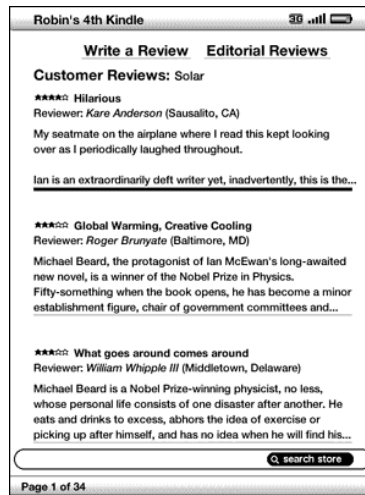 Robin's 4th Kindle 3G
Write a Review Editorial Reviews
Customer Reviews: Solar
★★★★☆ Hilarious
Reviewer: Kare Anderson (Sausalito, CA)
My seatmate on the airplane where I read this kept looking
over as I periodically laughed throughout.
Ian is an extraordinarily deft writer yet, inadvertently, this is the...
★★★☆☆ Global Warming, Creative Cooling
Reviewer: Roger Brunyate (Baltimore, MD)
Michael Beard, the protagonist of Ian McEwan's long-awaited
new novel, is a winner of the Nobel Prize in Physics.
Fifty-something when the book opens, he has become a minor
establishment figure, chair of government committees and...
★★★☆☆ What goes around comes around
Reviewer: William Whipple III (Middletown, Delaware)
Michael Beard is a Nobel Prize-winning physicist, no less,
whose personal life consists of one disaster after another. He
eats and drinks to excess, abhors the idea of exercise or
picking up after himself, and has no idea when he will find his...
search store
Page 1 of 34